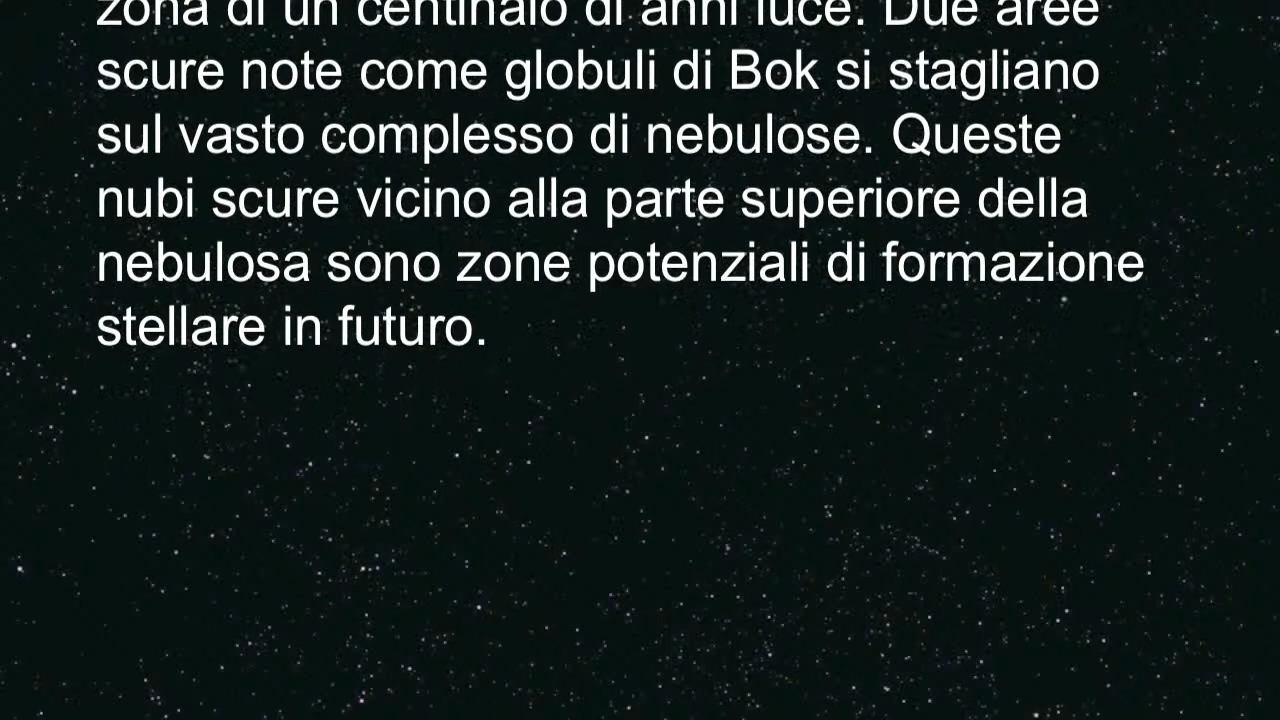 zona di un centinaio di anni luce. Due aree
scure note come globuli di Bok si stagliano
sul vasto complesso di nebulose. Queste
nubi scure vicino alla parte superiore della
nebulosa sono zone potenziali di formazione
stellare in futuro.